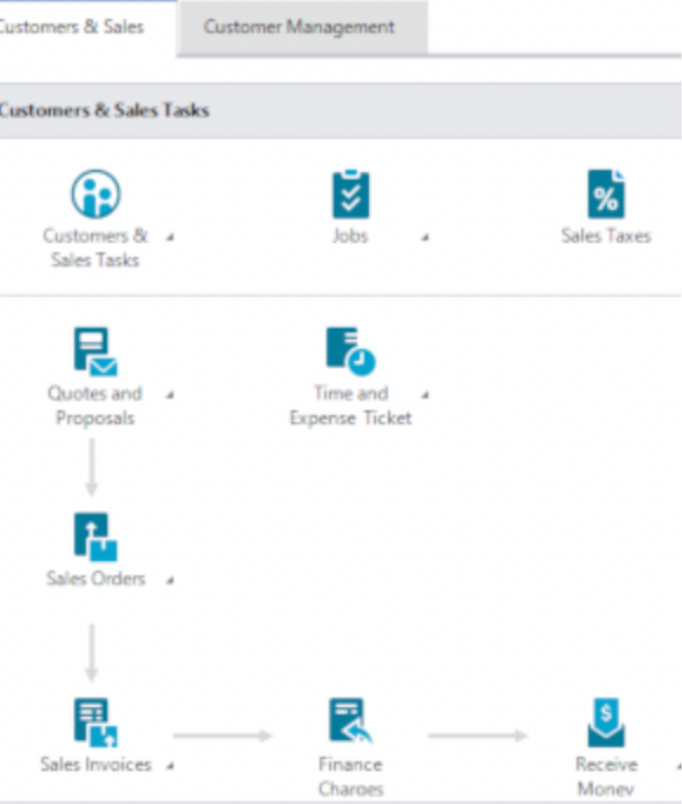 Customers & Sales
Customer Management
Customers & Sales Tasks
Customers &
Sales Tasks
Jobs
%
Sales Taxes
Quotes and
Proposals
Time and
Expense Ticket
Sales Orders
Sales Invoices
Finance
Charges
$
Receive
Money